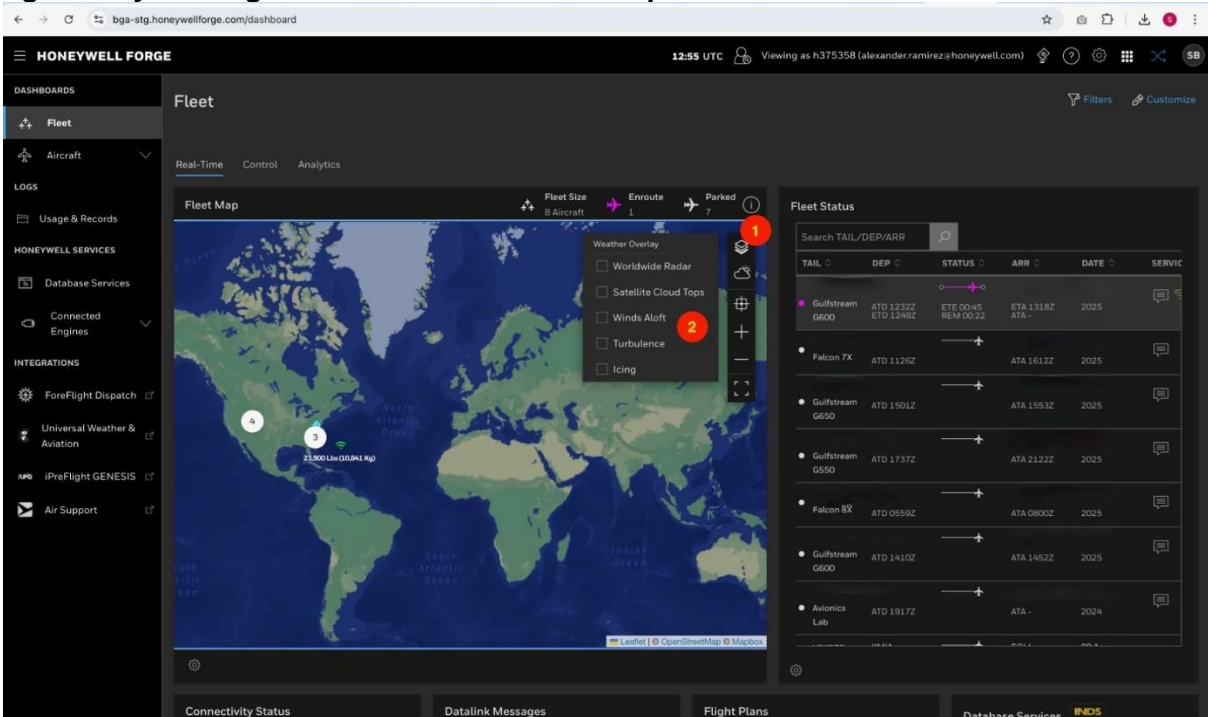 bga-stg.honeywellforge.com/dashboard
HONEYWELL FORGE
12:55 UTC
Viewing as h375358 (alexander.ramirez@honeywell.com)
SB
DASHBOARDS
Fleet
Aircraft
LOGS
Usage & Records
HONEYWELL SERVICES
Database Services
Connected
Engines
INTEGRATIONS
ForeFlight Dispatch
Universal Weather &
Aviation
iPreFlight GENESIS
Air Support
Fleet
Filters
Customize
Real-Time Control Analytics
Fleet Map
Fleet Size
8 Aircraft
Enroute
1
Parked
7
1
Weather Overlay
Worldwide Radar
Satellite Cloud Tops
Winds Aloft
2
Turbulence
Icing
North
Atlantic
Ocean
4
3
23,900 Lbs (10,841 Kg)
South
Atlantic
Ocean
Indian
Ocean
Leaflet | © OpenStreetMap © Mapbox
Fleet Status
Search TAIL/DEP/ARR
TAIL DEP STATUS ARR DATE SERVIC
Gulfstream G600 ATD 1232Z ETE 00:45 ETA 1318Z 2025
ETD 1248Z REM 00:22 ATA -
Falcon 7X ATD 1126Z ATA 1612Z 2025
Gulfstream
G650 ATD 1501Z ATA 1553Z 2025
Gulfstream
G550 ATD 1737Z ATA 2122Z 2025
Falcon 8X ATD 0559Z ATA 0802Z 2025
Gulfstream
G600 ATD 1410Z ATA 1452Z 2025
Avionics
Lab ATD 1917Z ATA - 2024
Connectivity Status
Datalink Messages
Flight Plans
Database Services
INDS